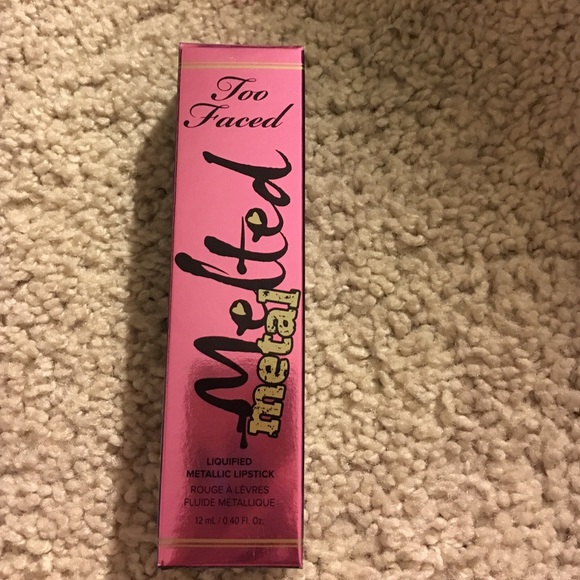 Too
Faced
Melted
metal
LIQUIFIED
METALLIC LIPSTICK
ROUGE À LÈVRES
FLUIDE MÉTALLIQUE
12 mL / 0.40 Fl. Oz.